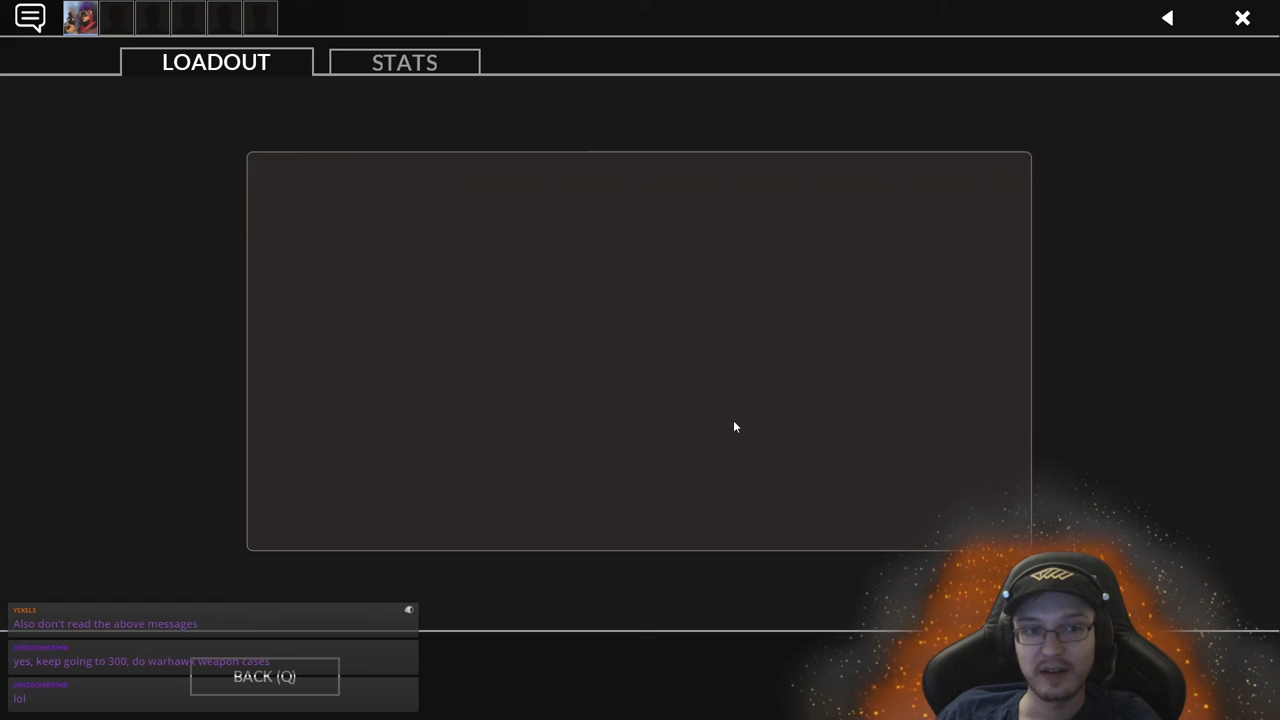 LOADOUT
STATS
YEKELS
Also don't read the above messages
yes, keep going to 300, do warhawk weapon cases
BACK (Q)
lol